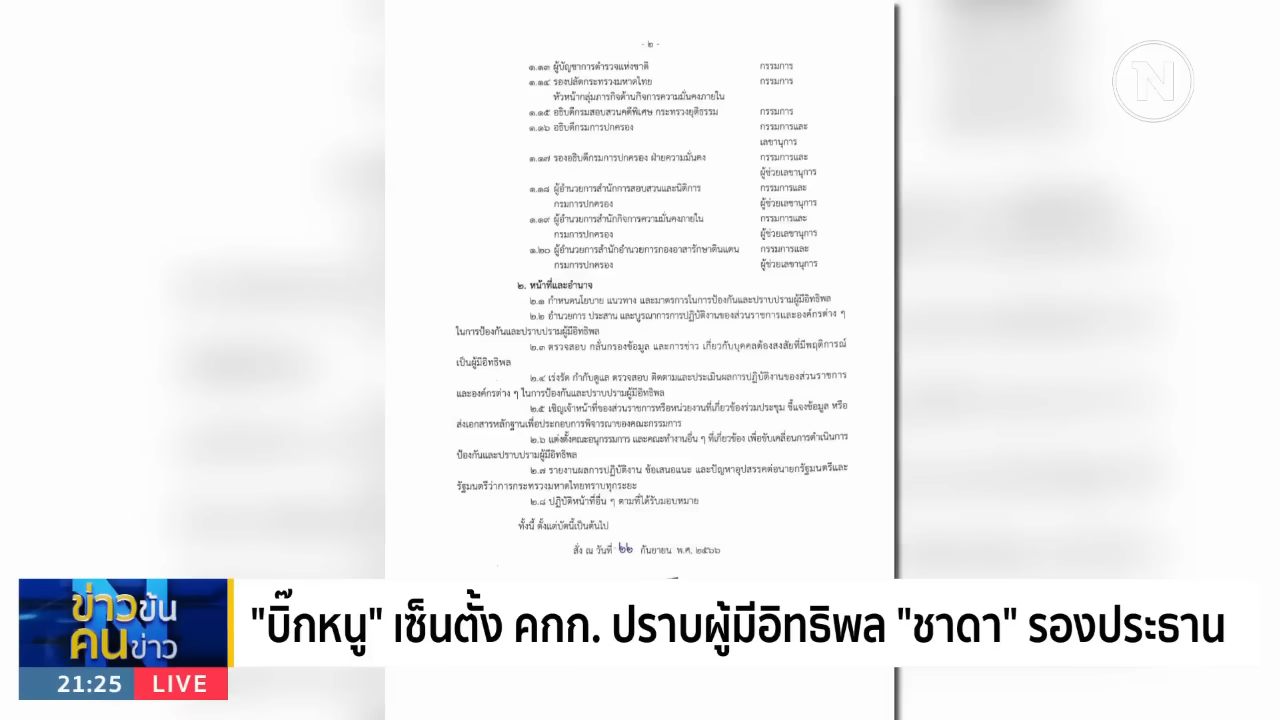 - ๒ -
๑.๑๓ ผู้บัญชาการตำรวจแห่งชาติ กรรมการ
๑.๑๔ รองปลัดกระทรวงมหาดไทย กรรมการ
หัวหน้ากลุ่มภารกิจด้านกิจการความมั่นคงภายใน
๑.๑๕ อธิบดีกรมสอบสวนคดีพิเศษ กระทรวงยุติธรรม กรรมการ
๑.๑๖ อธิบดีกรมการปกครอง กรรมการและ
เลขานุการ
๑.๑๗ รองอธิบดีกรมการปกครอง ฝ่ายความมั่นคง กรรมการและ
ผู้ช่วยเลขานุการ
๑.๑๘ ผู้อำนวยการสำนักการสอบสวนและนิติการ กรรมการและ
กรมการปกครอง ผู้ช่วยเลขานุการ
๑.๑๙ ผู้อำนวยการสำนักกิจการความมั่นคงภายใน กรรมการและ
กรมการปกครอง ผู้ช่วยเลขานุการ
๑.๒๐ ผู้อำนวยการสำนักอำนวยการกองอาสารักษาดินแดน กรรมการและ
กรมการปกครอง ผู้ช่วยเลขานุการ
๒. หน้าที่และอำนาจ
๒.๑ กำหนดนโยบาย แนวทาง และมาตรการในการป้องกันและปราบปรามผู้มีอิทธิพล
๒.๒ อำนวยการ ประสาน และบูรณาการการปฏิบัติงานของส่วนราชการและองค์กรต่าง ๆ
ในการป้องกันและปราบปรามผู้มีอิทธิพล
๒.๓ ตรวจสอบ กลั่นกรองข้อมูล และการข่าว เกี่ยวกับบุคคลต้องสงสัยที่มีพฤติการณ์
เป็นผู้มีอิทธิพล
๒.๔ เร่งรัด กำกับดูแล ตรวจสอบ ติดตามและประเมินผลการปฏิบัติงานของส่วนราชการ
และองค์กรต่าง ๆ ในการป้องกันและปราบปรามผู้มีอิทธิพล
๒.๕ เชิญเจ้าหน้าที่ของส่วนราชการหรือหน่วยงานที่เกี่ยวข้องร่วมประชุม ชี้แจงข้อมูล หรือ
ส่งเอกสารหลักฐานเพื่อประกอบการพิจารณาของคณะกรรมการ
๒.๖ แต่งตั้งคณะอนุกรรมการ และคณะทำงานอื่น ๆ ที่เกี่ยวข้อง เพื่อขับเคลื่อนการดำเนินการ
ป้องกันและปราบปรามผู้มีอิทธิพล
๒.๗ รายงานผลการปฏิบัติงาน ข้อเสนอแนะ และปัญหาอุปสรรคต่อนายกรัฐมนตรีและ
รัฐมนตรีว่าการกระทรวงมหาดไทยทราบทุกระยะ
๒.๘ ปฏิบัติหน้าที่อื่น ๆ ตามที่ได้รับมอบหมาย
ทั้งนี้ ตั้งแต่บัดนี้เป็นต้นไป
สั่ง ณ วันที่ ๒๒ กันยายน พ.ศ. ๒๕๖๖
N
ข่าวข้น
คนข่าว
"บิ๊กหนู" เซ็นตั้ง คกก. ปราบผู้มีอิทธิพล "ชาดา" รองประธาน
21:25 LIVE